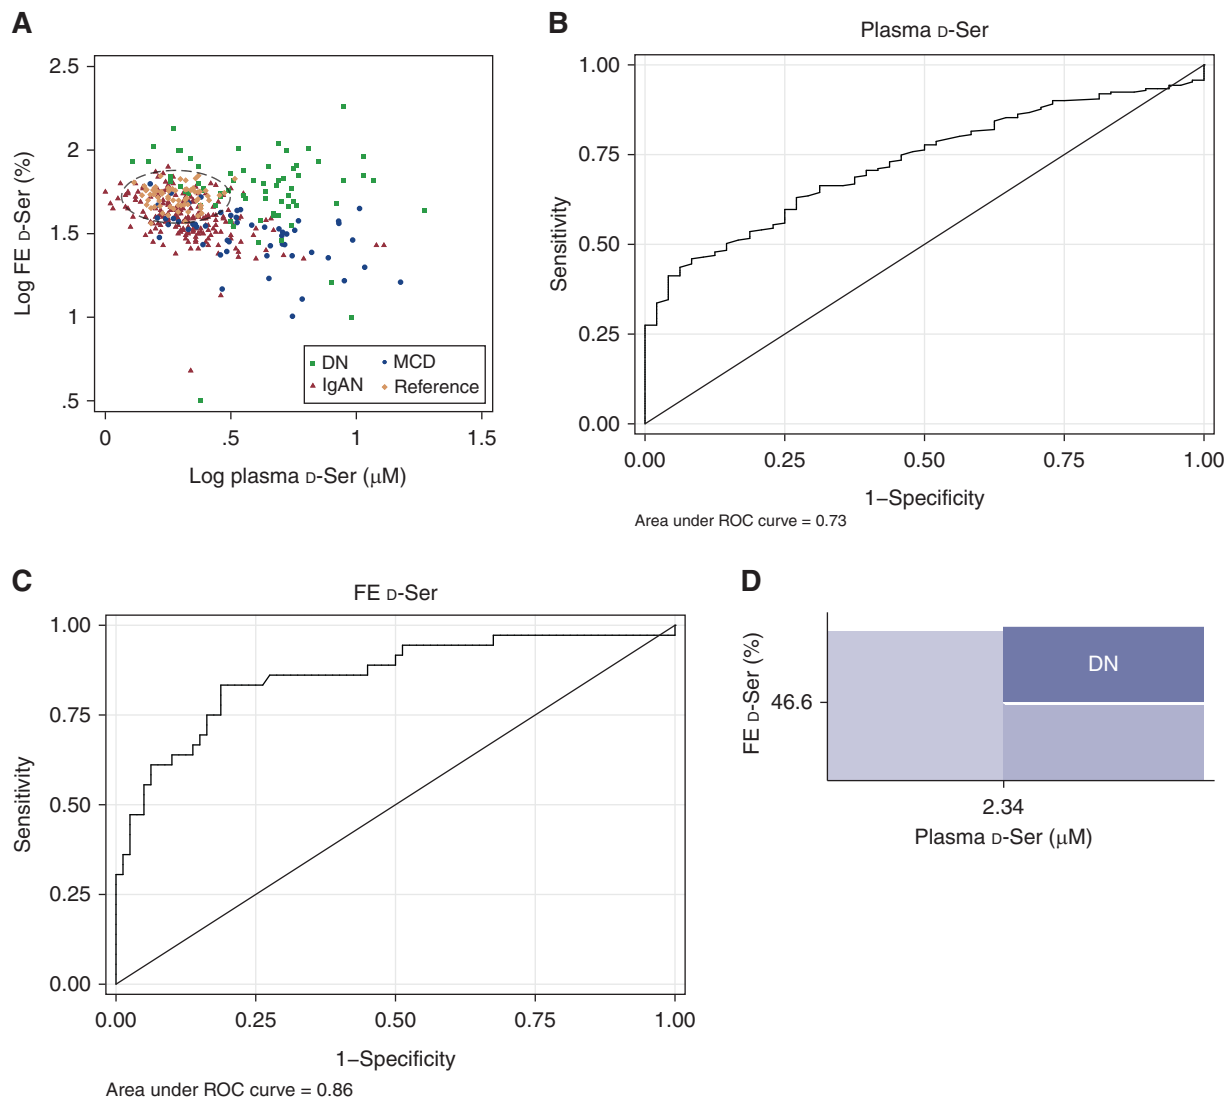 A
2.5
2
1.5
1
.5
0
.5
1
1.5
Log FE D-Ser (%)
Log plasma D-Ser (μM)
DN
MCD
IgAN
Reference
B
Plasma D-Ser
1.00
0.75
0.50
0.25
0.00
Sensitivity
0.00
0.25
0.50
0.75
1.00
1−Specificity
Area under ROC curve = 0.73
C
FE D-Ser
1.00
0.75
0.50
0.25
0.00
Sensitivity
0.00
0.25
0.50
0.75
1.00
1−Specificity
Area under ROC curve = 0.86
D
FE D-Ser (%)
46.6
DN
2.34
Plasma D-Ser (μM)